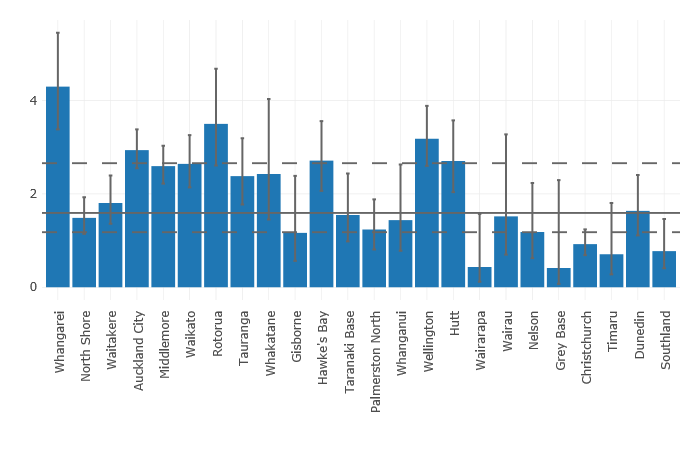 4
2
0
Whangarei
North Shore
Waitakere
Auckland City
Middlemore
Waikato
Rotorua
Tauranga
Whakatane
Gisborne
Hawke's Bay
Taranaki Base
Palmerston North
Whanganui
Wellington
Hutt
Wairarapa
Wairau
Nelson
Grey Base
Christchurch
Timaru
Dunedin
Southland